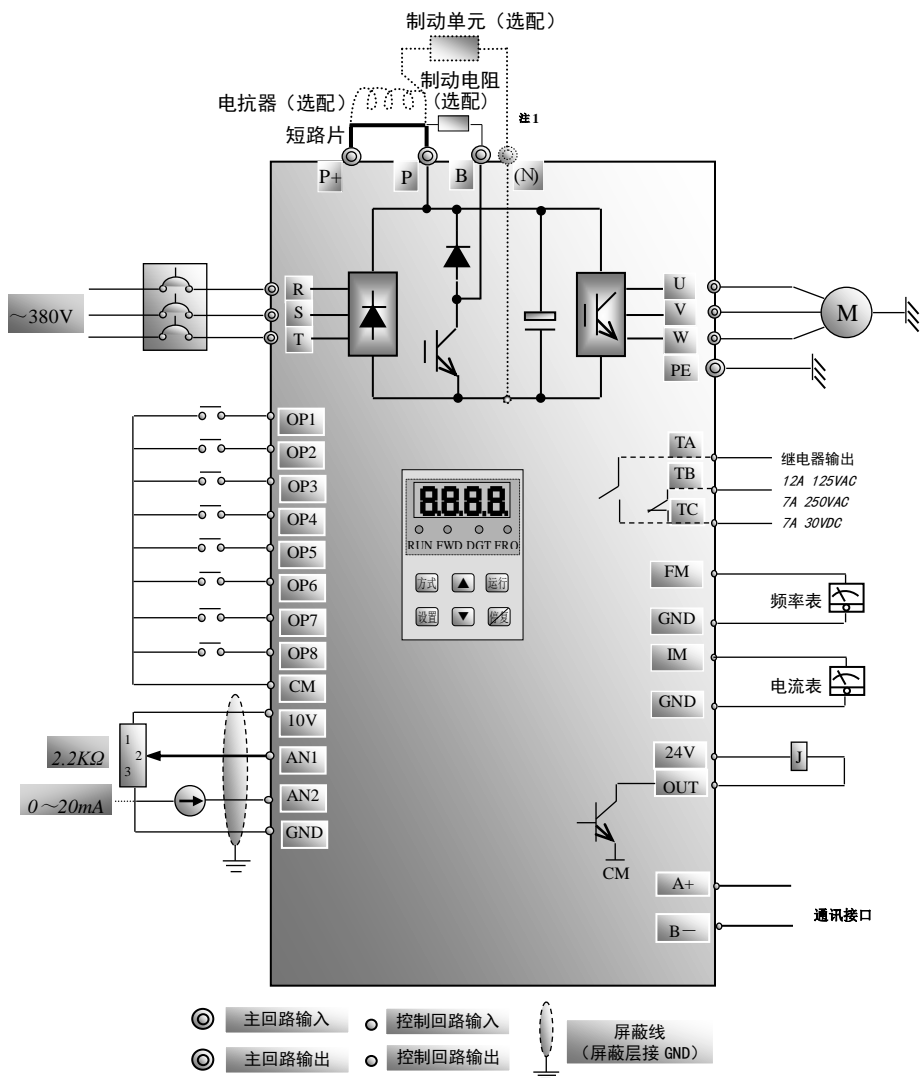 制动单元（选配）
制动电阻
（选配）
电抗器（选配）
短路片
注1
P+
P
B
(N)
～380V
R
S
T
U
V
W
PE
M
OP1
OP2
OP3
OP4
OP5
OP6
OP7
OP8
CM
10V
AN1
AN2
GND
1
2
3
2.2KΩ
0～20mA
8.8.8.8.
RUN FWD DGT FRQ
方式 ▲ 运行
设置 ▼ 停/复
TA
TB
TC
继电器输出
12A 125VAC
7A 250VAC
7A 30VDC
FM
GND
频率表
IM
GND
电流表
24V
OUT
J
CM
A+
B－
通讯接口
主回路输入
控制回路输入
主回路输出
控制回路输出
屏蔽线
（屏蔽层接 GND）